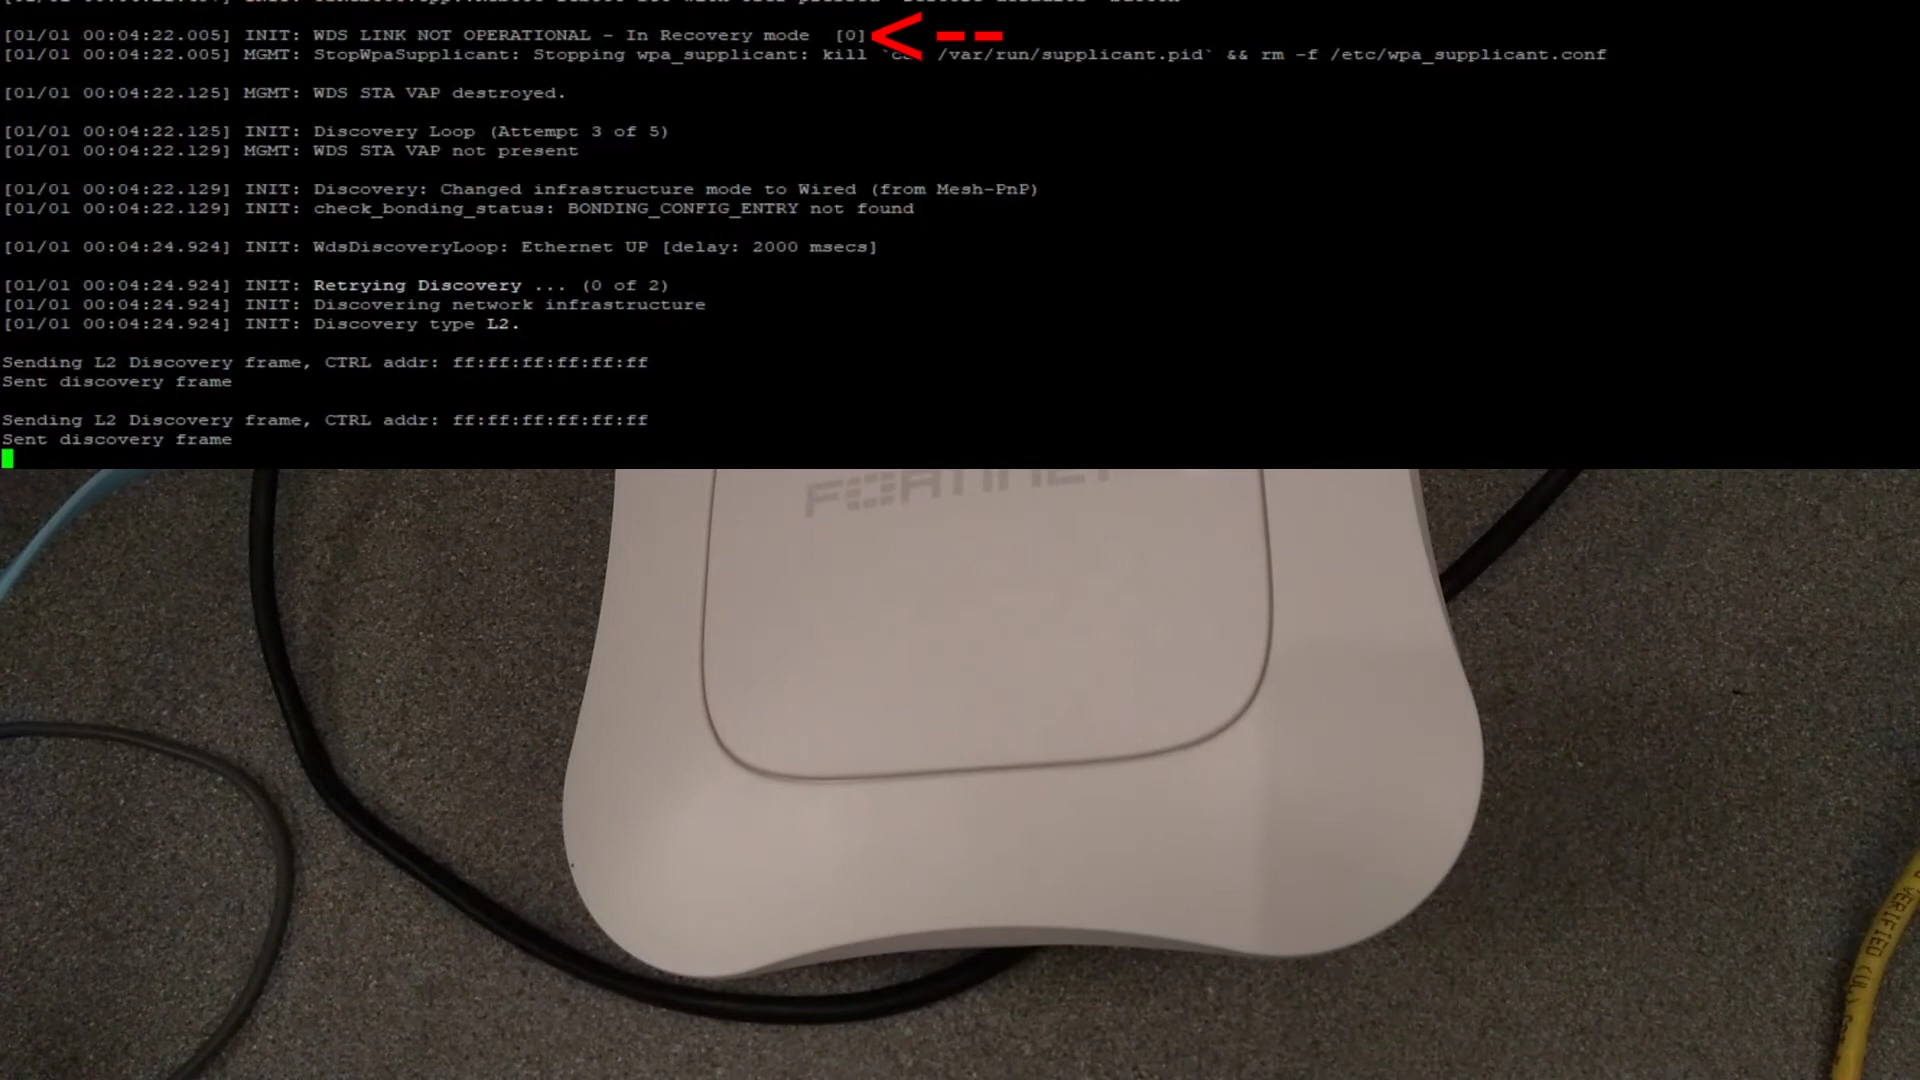 [01/01 00:04:22.005] INIT: WDS LINK NOT OPERATIONAL - In Recovery mode [0] <--
[01/01 00:04:22.005] MGMT: StopWpaSupplicant: Stopping wpa_supplicant: kill /var/run/supplicant.pid` && rm -f /etc/wpa_supplicant.conf
[01/01 00:04:22.125] MGMT: WDS STA VAP destroyed.
[01/01 00:04:22.125] INIT: Discovery Loop (Attempt 3 of 5)
[01/01 00:04:22.129] MGMT: WDS STA VAP not present
[01/01 00:04:22.129] INIT: Discovery: Changed infrastructure mode to Wired (from Mesh-PnP)
[01/01 00:04:22.129] INIT: check_bonding_status: BONDING_CONFIG_ENTRY not found
[01/01 00:04:24.924] INIT: WdsDiscoveryLoop: Ethernet UP [delay: 2000 msecs]
[01/01 00:04:24.924] INIT: Retrying Discovery ... (0 of 2)
[01/01 00:04:24.924] INIT: Discovering network infrastructure
[01/01 00:04:24.924] INIT: Discovery type L2.
Sending L2 Discovery frame, CTRL addr: ff:ff:ff:ff:ff:ff
Sent discovery frame
Sending L2 Discovery frame, CTRL addr: ff:ff:ff:ff:ff:ff
Sent discovery frame
FORTINET
VERIFIED (UL)